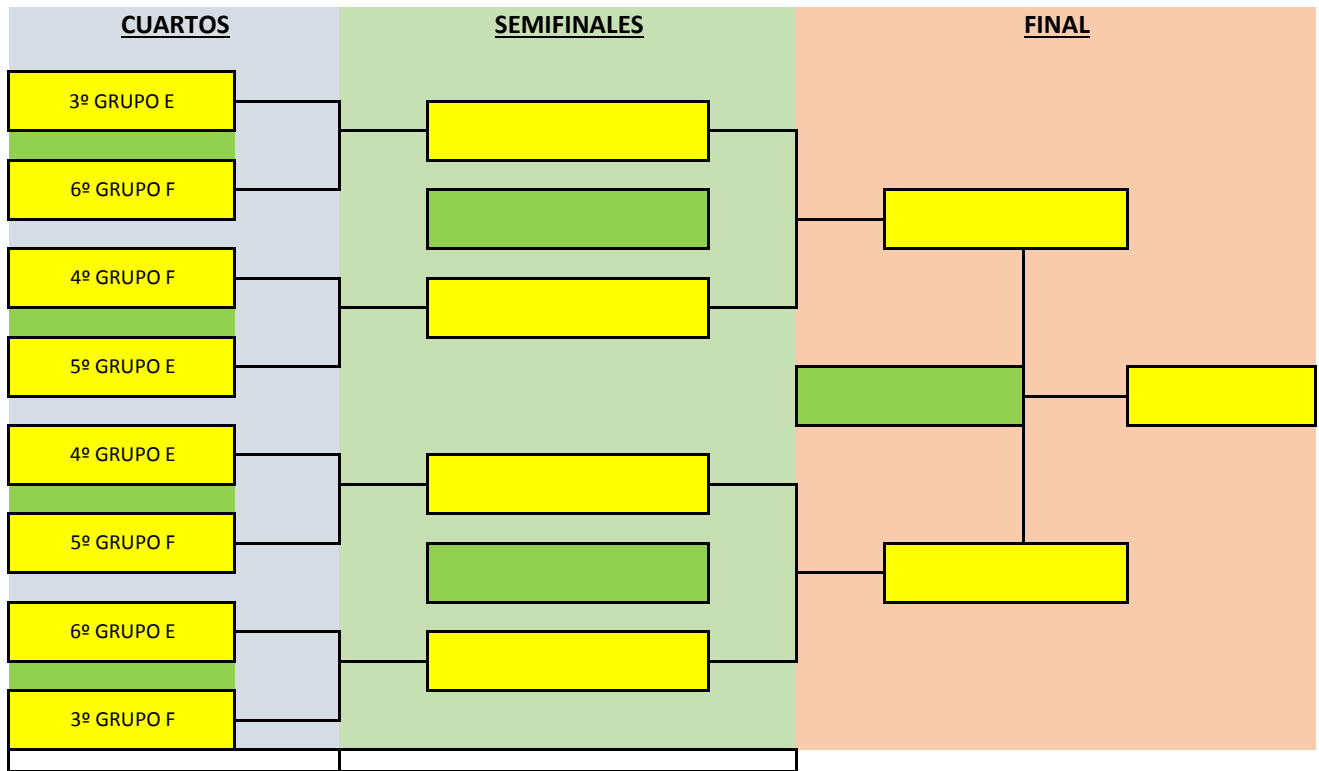 CUARTOS
SEMIFINALES
FINAL
3º GRUPO E
6º GRUPO F
4º GRUPO F
5º GRUPO E
4º GRUPO E
5º GRUPO F
6º GRUPO E
3º GRUPO F